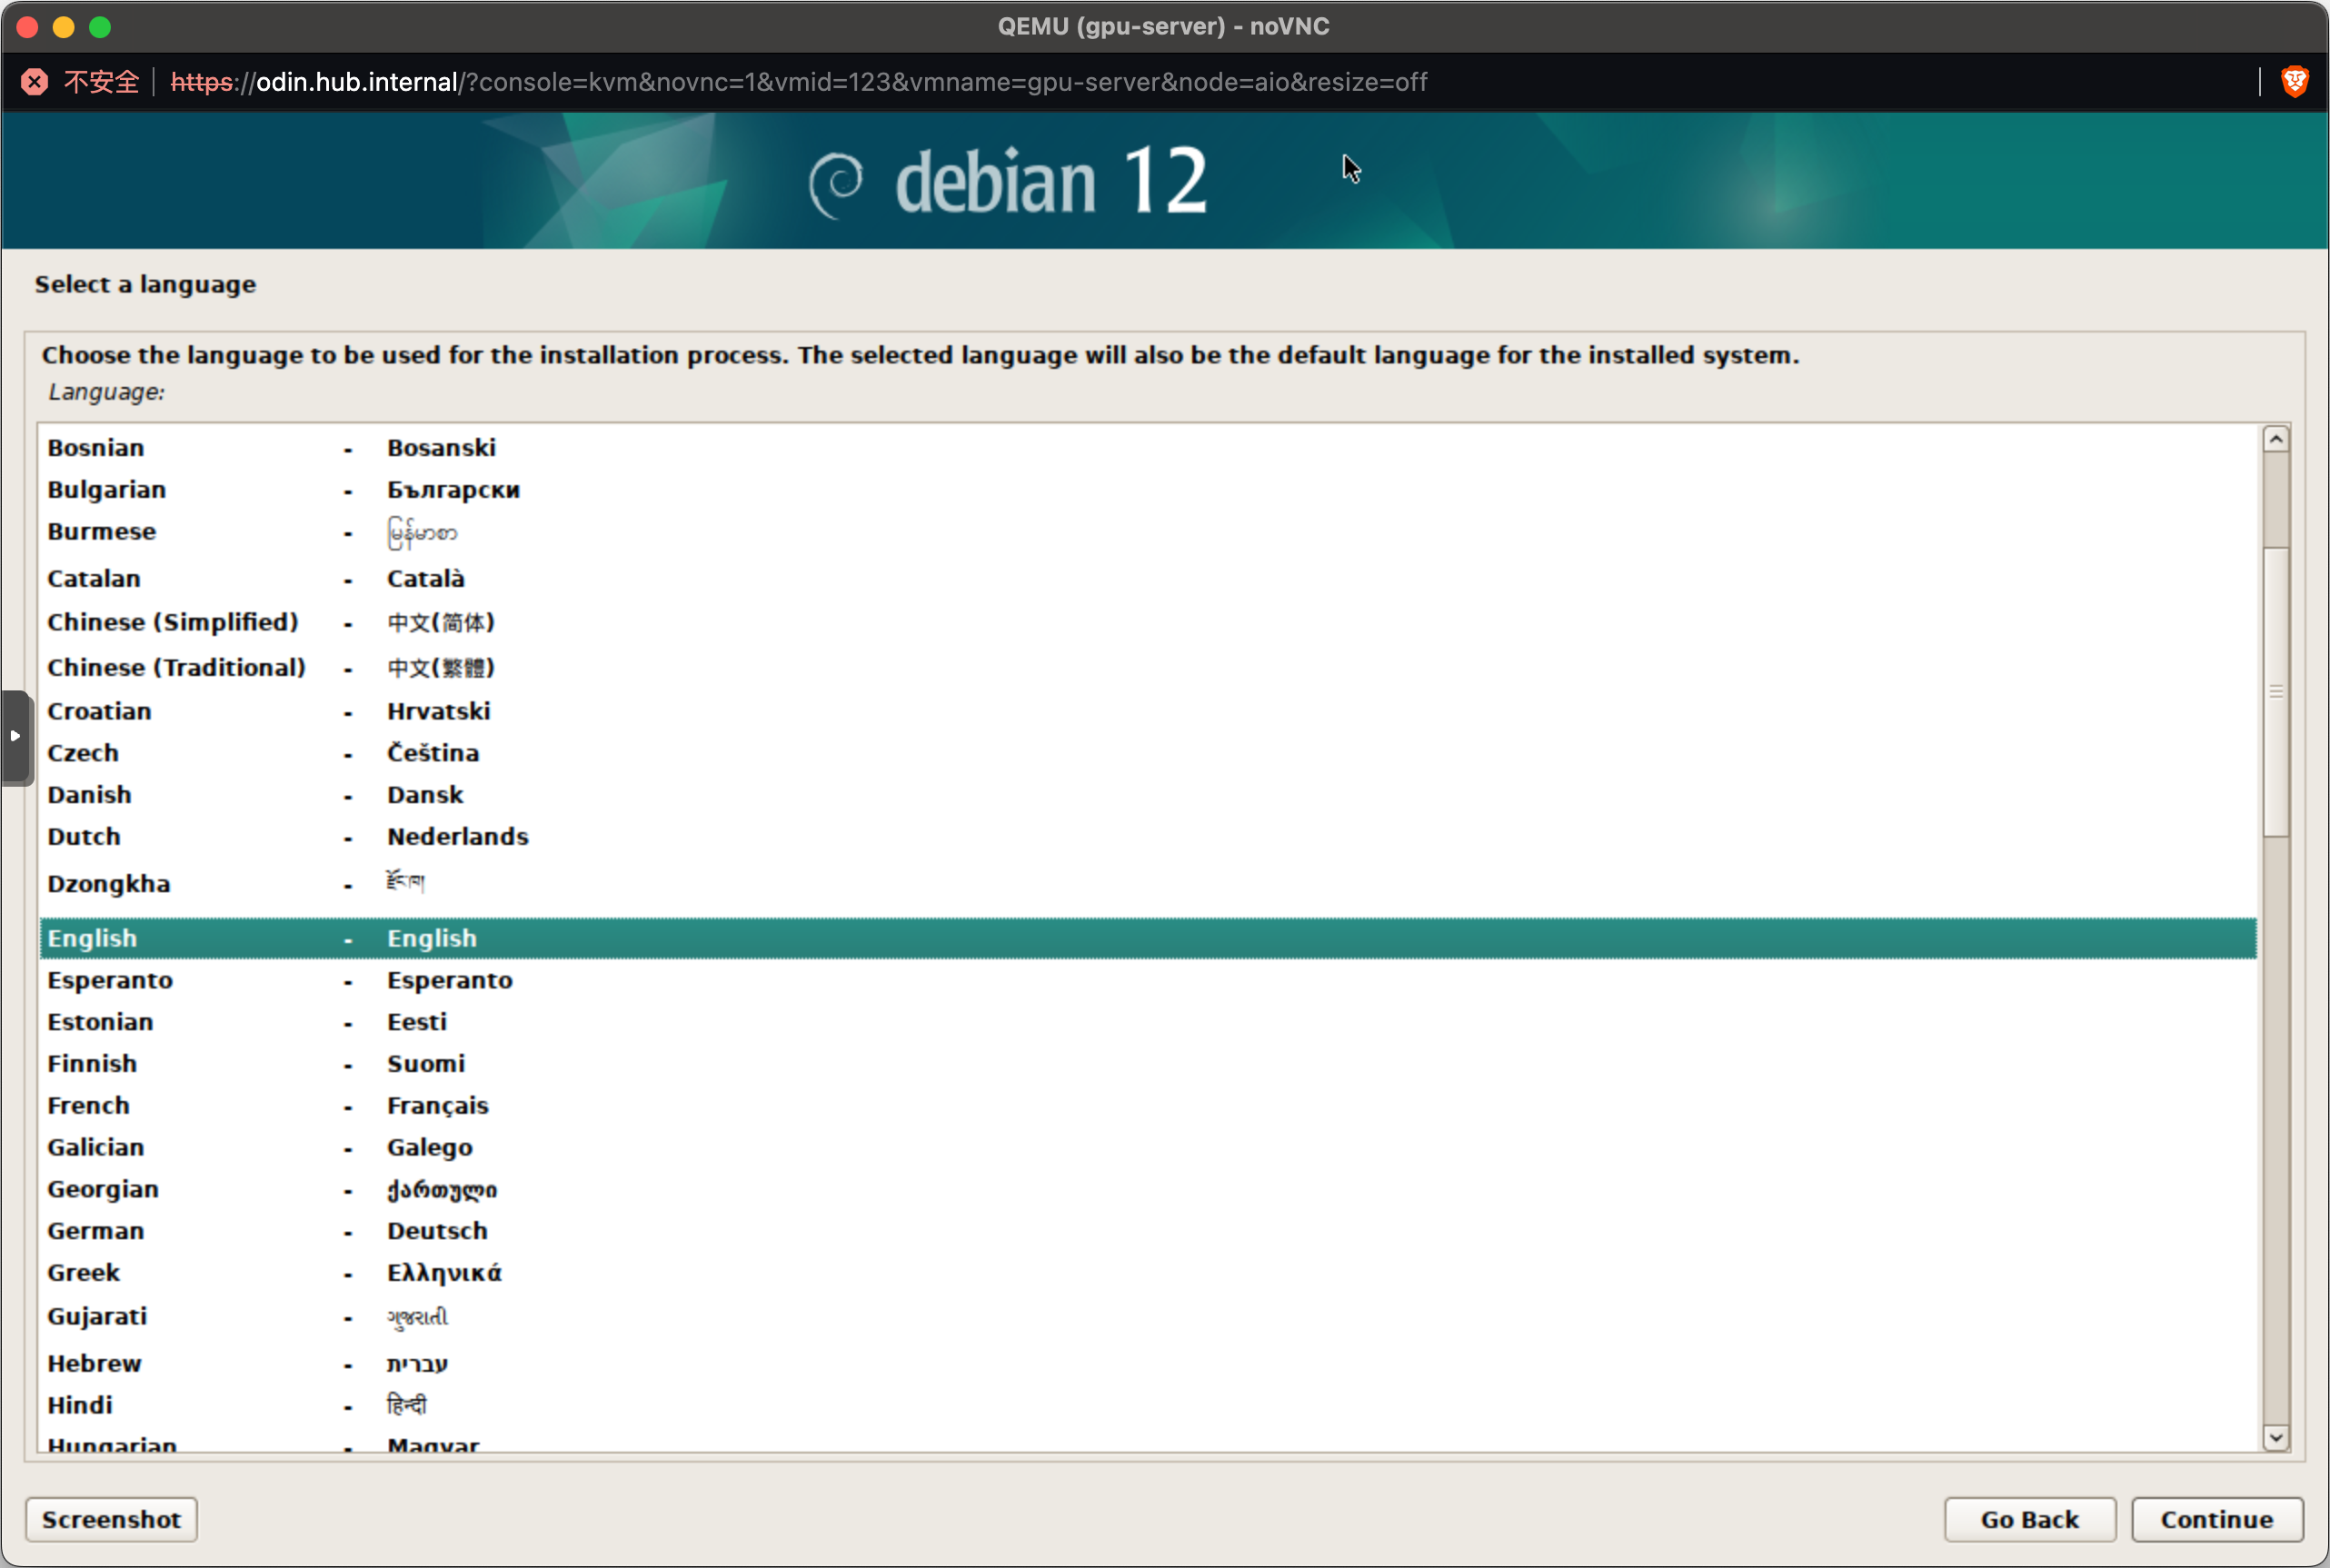 QEMU (gpu-server) - noVNC
不安全 https://odin.hub.internal/?console=kvm&novnc=1&vmid=123&vmname=gpu-server&node=aio&resize=off
debian 12
Select a language
Choose the language to be used for the installation process. The selected language will also be the default language for the installed system.
Language:
Bosnian - Bosanski
Bulgarian - Български
Burmese - မြန်မာစာ
Catalan - Català
Chinese (Simplified) - 中文(简体)
Chinese (Traditional) - 中文(繁體)
Croatian - Hrvatski
Czech - Čeština
Danish - Dansk
Dutch - Nederlands
Dzongkha - རྫོང་ཁ།
English - English
Esperanto - Esperanto
Estonian - Eesti
Finnish - Suomi
French - Français
Galician - Galego
Georgian - ქართული
German - Deutsch
Greek - Ελληνικά
Gujarati - ગુજરાતી
Hebrew - עברית
Hindi - हिन्दी
Hungarian - Magyar
Screenshot Go Back Continue